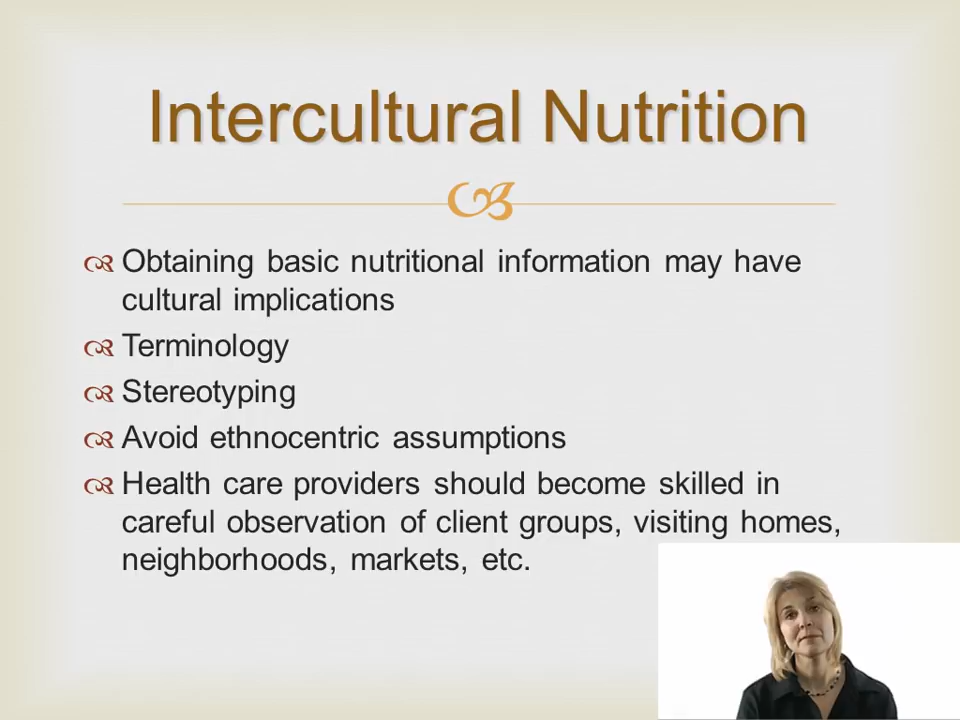 Intercultural Nutrition
Obtaining basic nutritional information may have
cultural implications
Terminology
Stereotyping
Avoid ethnocentric assumptions
Health care providers should become skilled in
careful observation of client groups, visiting homes,
neighborhoods, markets, etc.